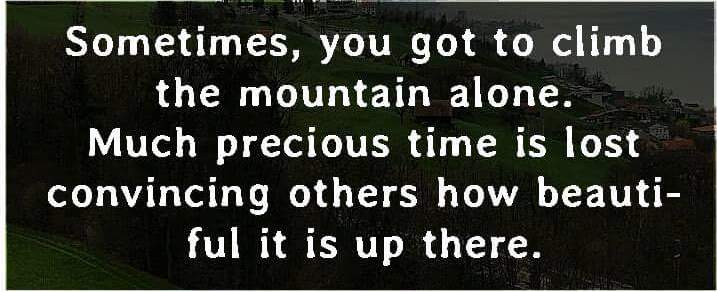 Sometimes, you got to climb
the mountain alone.
Much precious time is lost
convincing others how beauti-
ful it is up there.